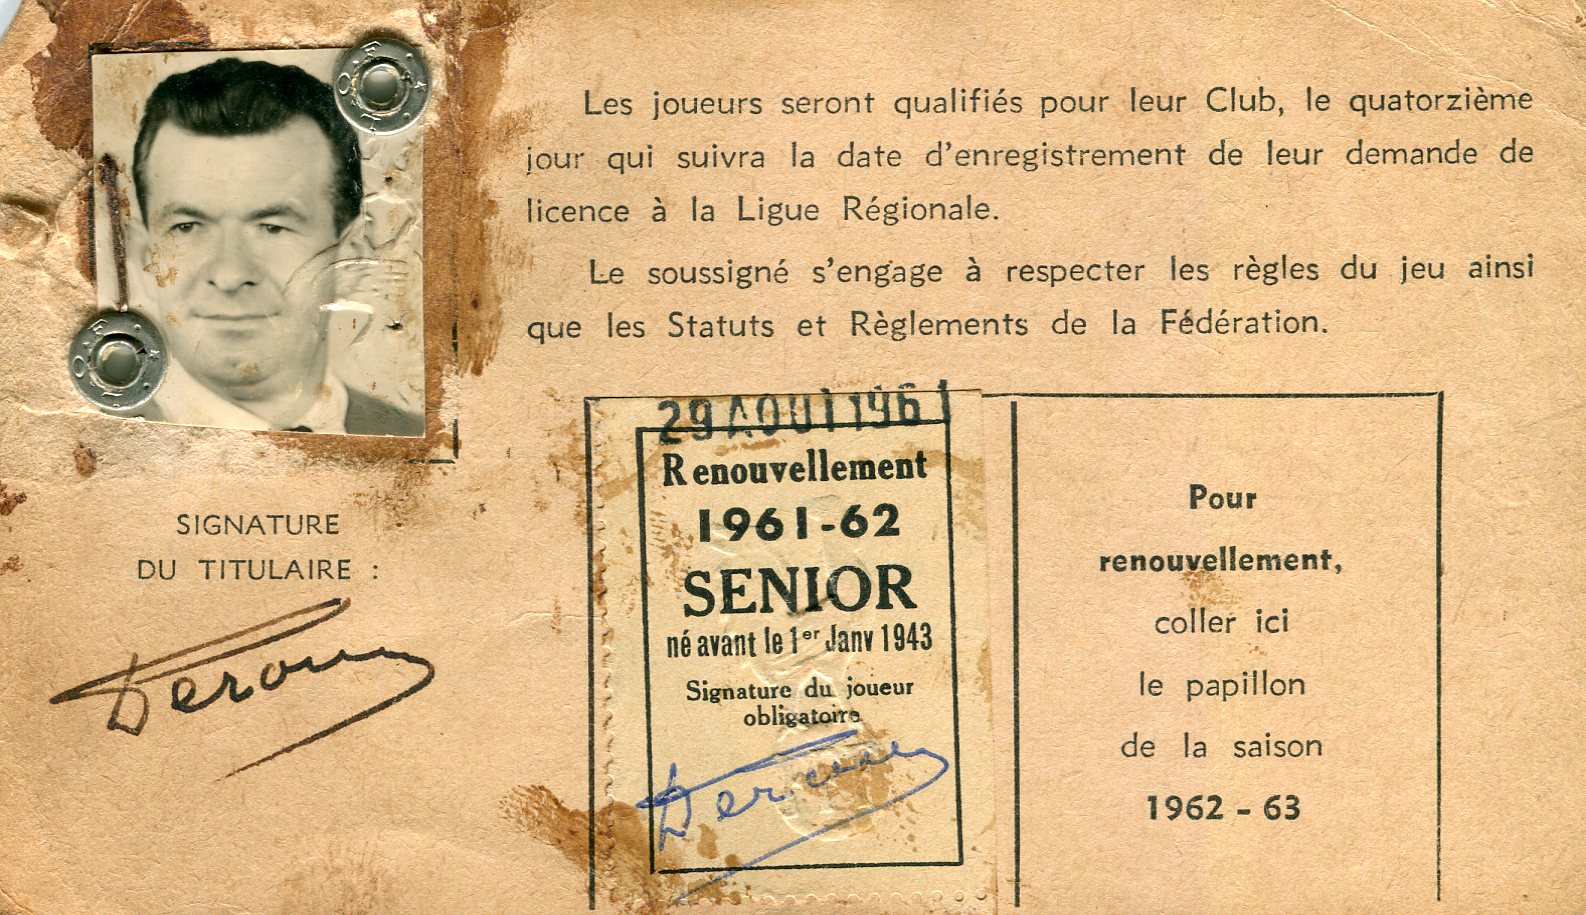 Les joueurs seront qualifiés pour leur Club, le quatorzième
jour qui suivra la date d'enregistrement de leur demande de
licence à la Ligue Régionale.
Le soussigné s'engage à respecter les règles du jeu ainsi
que les Statuts et Règlements de la Fédération.
SIGNATURE
DU TITULAIRE :
29 AOUT 1961
Renouvellement
1961-62
SENIOR
né avant le 1er Janv 1943
Signature du joueur
obligatoire
Pour
renouvellement,
coller ici
le papillon
de la saison
1962 - 63